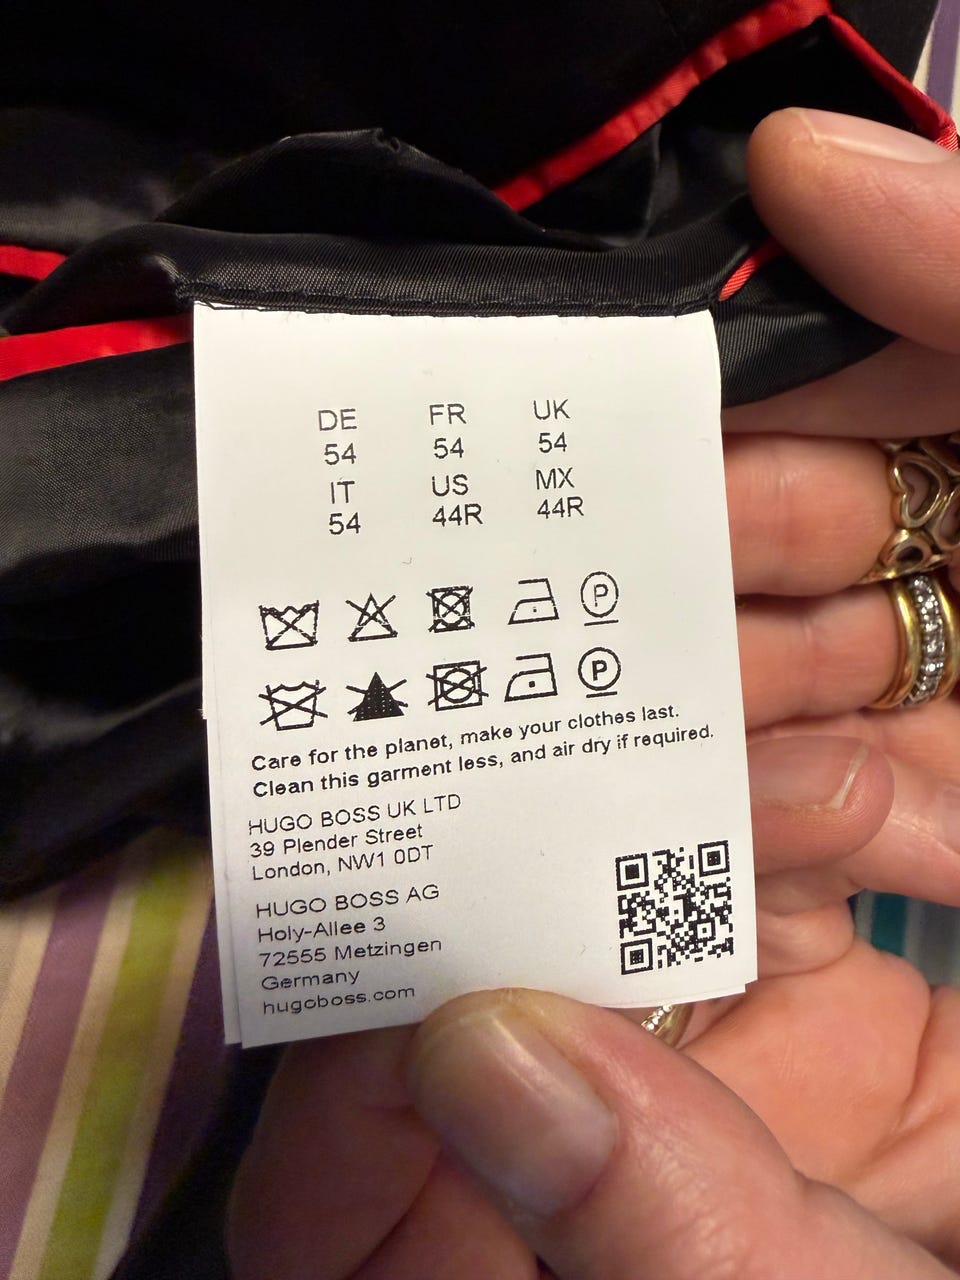 DE FR UK
54 54 54
IT US MX
54 44R 44R
P
P
Care for the planet, make your clothes last.
Clean this garment less, and air dry if required.
HUGO BOSS UK LTD
39 Plender Street
London, NW1 0DT
HUGO BOSS AG
Holy-Allee 3
72555 Metzingen
Germany
hugoboss.com